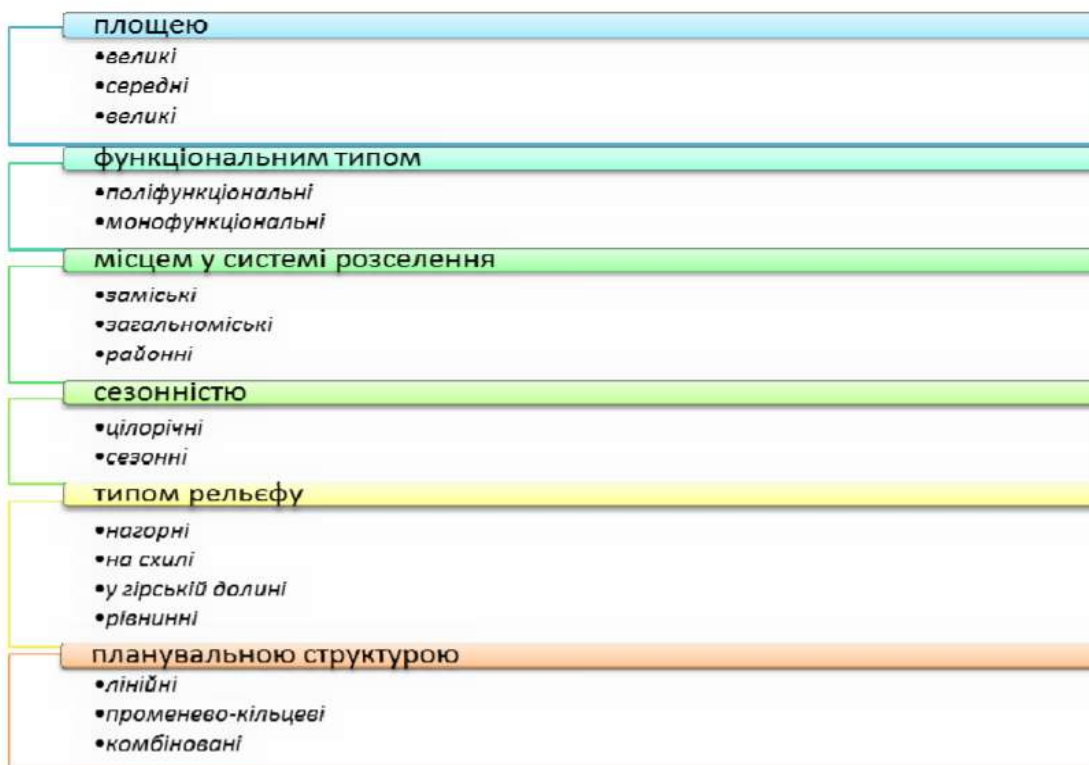 площею
•великі
•середні
•великі
функціональним типом
•поліфункціональні
•монофункціональні
місцем у системі розселення
•заміські
•загальноміські
•районні
сезонністю
•цілорічні
•сезонні
типом рельєфу
•нагорні
•на схилі
•у гірській долині
•рівнинні
планувальною структурою
•лінійні
•променево-кільцеві
•комбіновані